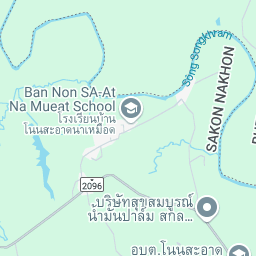 Sông Songkhram
SAKON NAKHON
Ban Non SA-At
Na Mueat School
โรงเรียนบ้าน
โนนสะอาดนาเหมือด
2096
บริษัทสุขสมบูรณ์
น้ำมันปาล์ม สกล...
อบต.โนนสะอาด